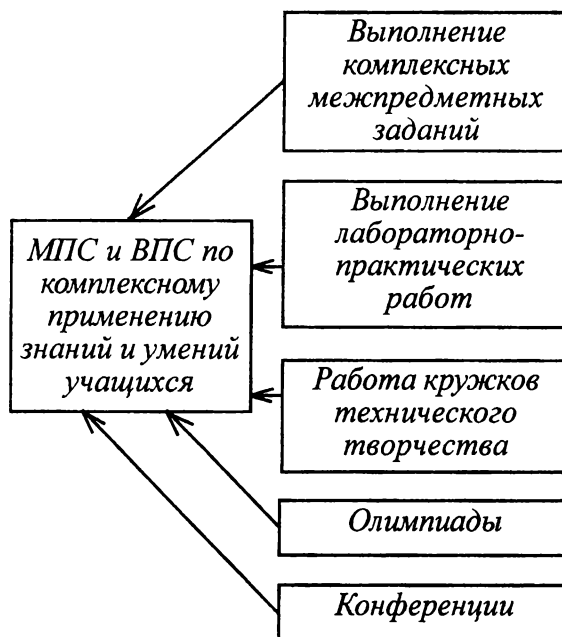 Выполнение
комплексных
межпредметных
заданий
Выполнение
лабораторно-
практических
работ
МПС и ВПС по
комплексному
применению
знаний и умений
учащихся
Работа кружков
технического
творчества
Олимпиады
Конференции